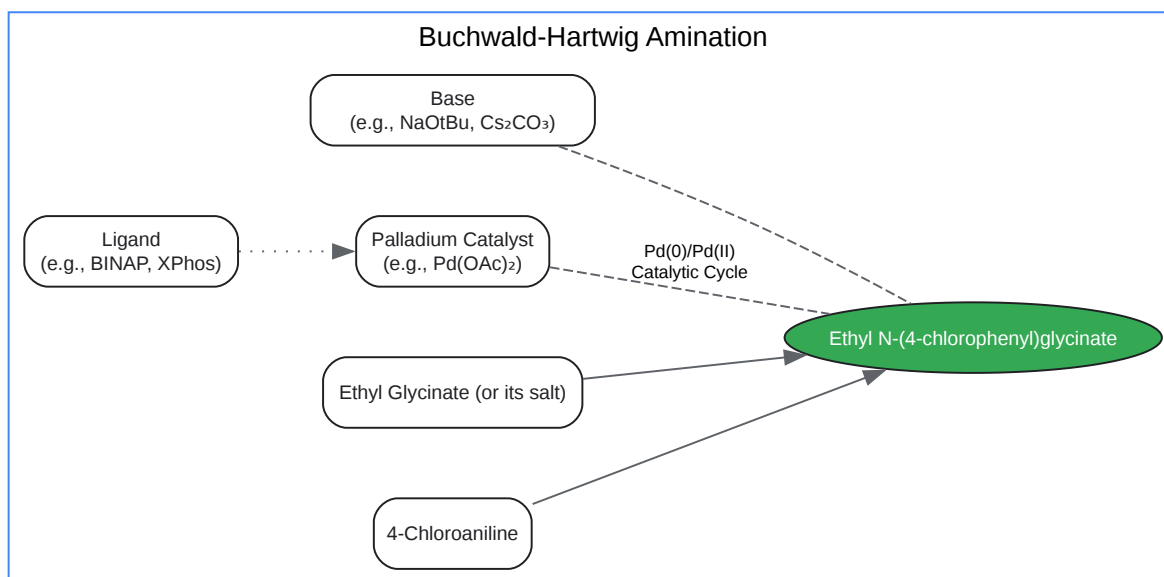 Buchwald-Hartwig Amination
Base
(e.g., NaOtBu, Cs₂CO₃)
Ligand
(e.g., BINAP, XPhos)
Palladium Catalyst
(e.g., Pd(OAc)₂)
Pd(0)/Pd(II)
Catalytic Cycle
Ethyl N-(4-chlorophenyl)glycinate
Ethyl Glycinate (or its salt)
4-Chloroaniline